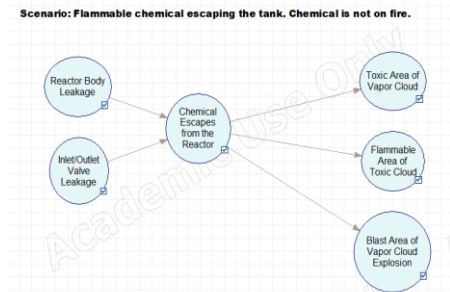 Scenario: Flammable chemical escaping the tank. Chemical is not on fire.
Reactor Body
Leakage
Inlet/Outlet
Valve
Leakage
Chemical
Escapes
from the
Reactor
Toxic Area of
Vapor Cloud
Flammable
Area of
Toxic Cloud
Blast Area of
Vapor Cloud
Explosion
Academic Use Only